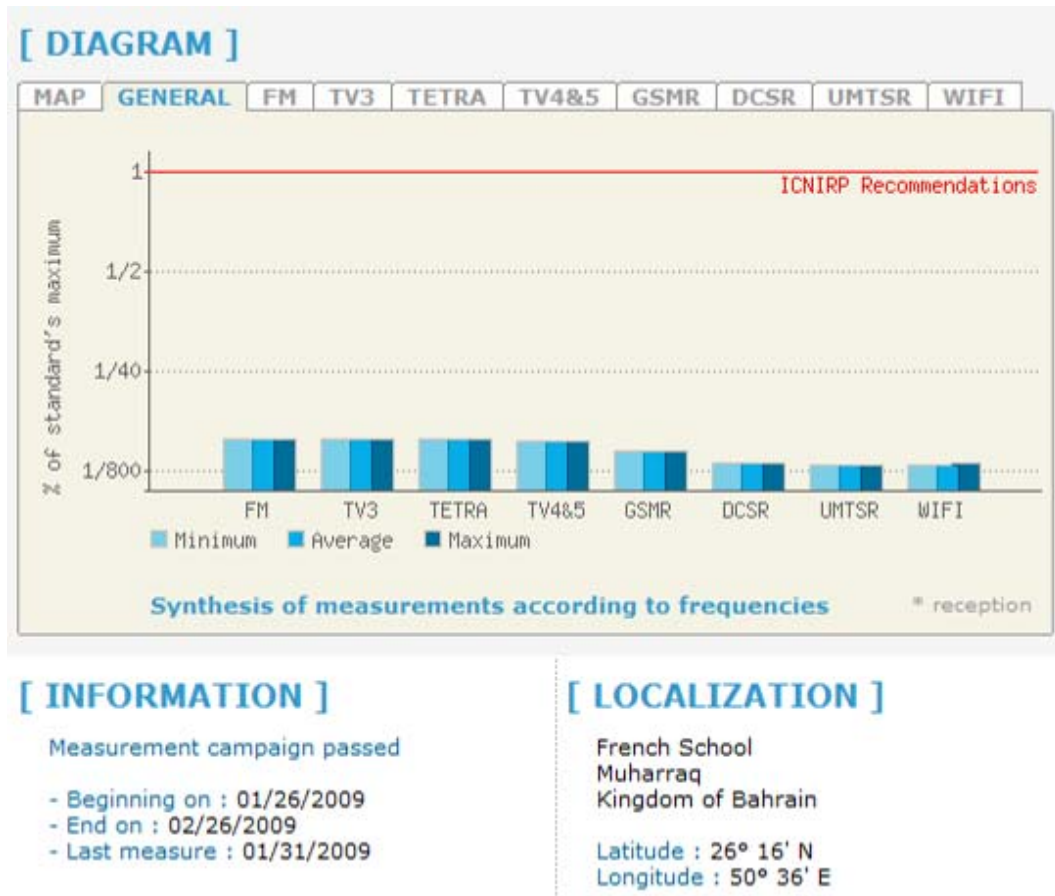 [ DIAGRAM ]
MAP GENERAL FM TV3 TETRA TV4&5 GSMR DCSR UMTSR WIFI
1
ICNIRP Recommendations
1/2
1/40
1/800
% of standard's maximum
FM TV3 TETRA TV4&5 GSMR DCSR UMTSR WIFI
Minimum Average Maximum
Synthesis of measurements according to frequencies * reception
[ INFORMATION ]
Measurement campaign passed
- Beginning on : 01/26/2009
- End on : 02/26/2009
- Last measure : 01/31/2009
[ LOCALIZATION ]
French School
Muharraq
Kingdom of Bahrain
Latitude : 26° 16' N
Longitude : 50° 36' E